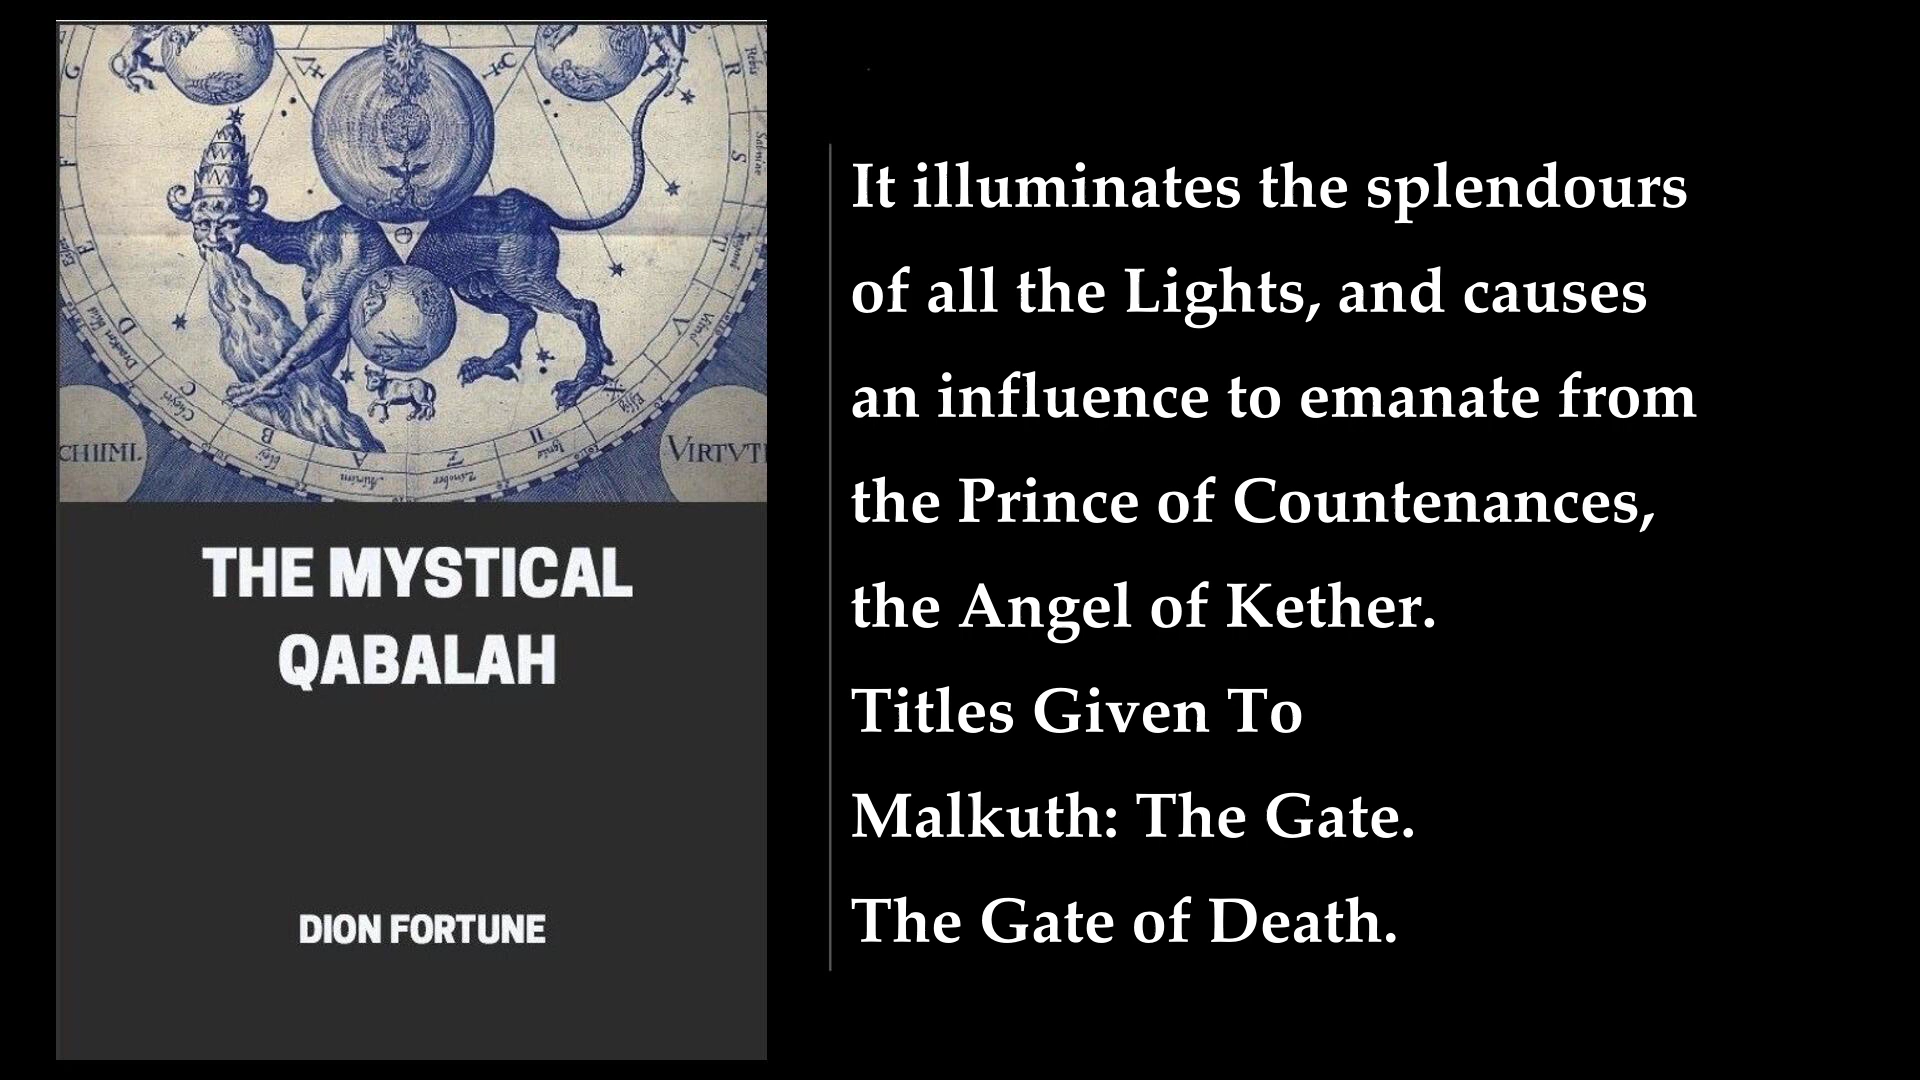 CHIIMI.
VIRTVTI
THE MYSTICAL
QABALAH
DION FORTUNE
It illuminates the splendours
of all the Lights, and causes
an influence to emanate from
the Prince of Countenances,
the Angel of Kether.
Titles Given To
Malkuth: The Gate.
The Gate of Death.